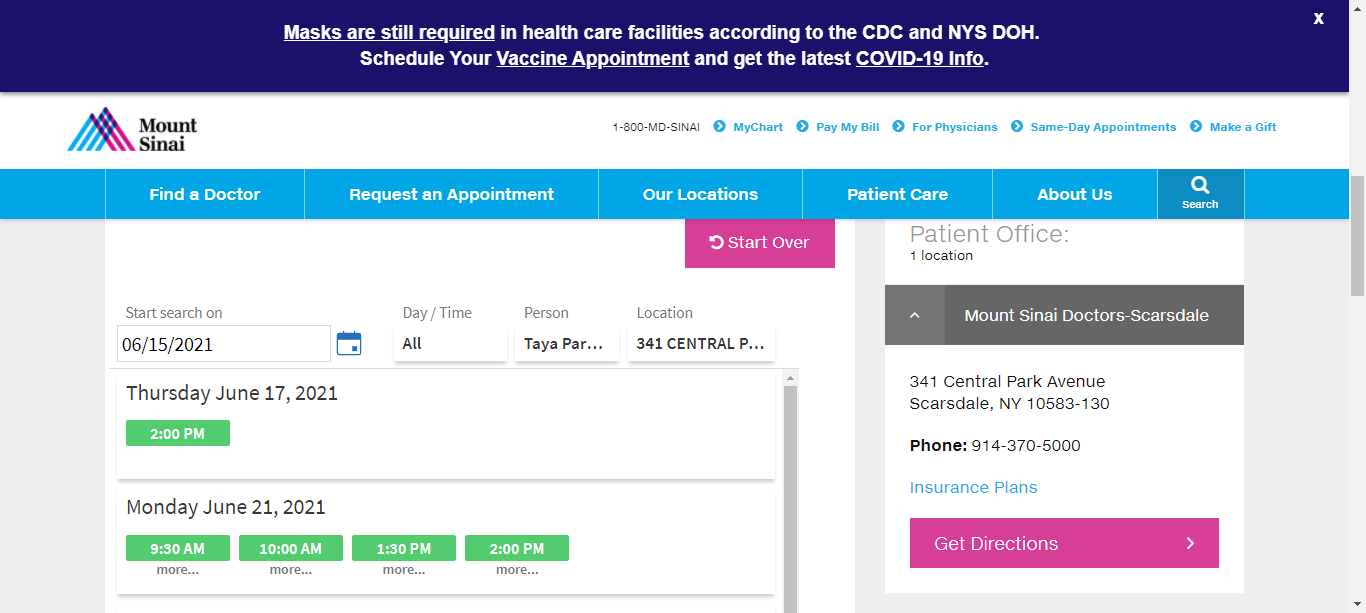 Masks are still required in health care facilities according to the CDC and NYS DOH.
Schedule Your Vaccine Appointment and get the latest COVID-19 Info.
X
Mount
Sinai
1-800-MD-SINAI MyChart Pay My Bill For Physicians Same-Day Appointments Make a Gift
Find a Doctor Request an Appointment Our Locations Patient Care About Us Search
Start Over
Start search on Day / Time Person Location
06/15/2021 All Taya Par... 341 CENTRAL P...
Thursday June 17, 2021
2:00 PM
Monday June 21, 2021
9:30 AM 10:00 AM 1:30 PM 2:00 PM
more... more... more... more...
Patient Office:
1 location
Mount Sinai Doctors-Scarsdale
341 Central Park Avenue
Scarsdale, NY 10583-130
Phone: 914-370-5000
Insurance Plans
Get Directions